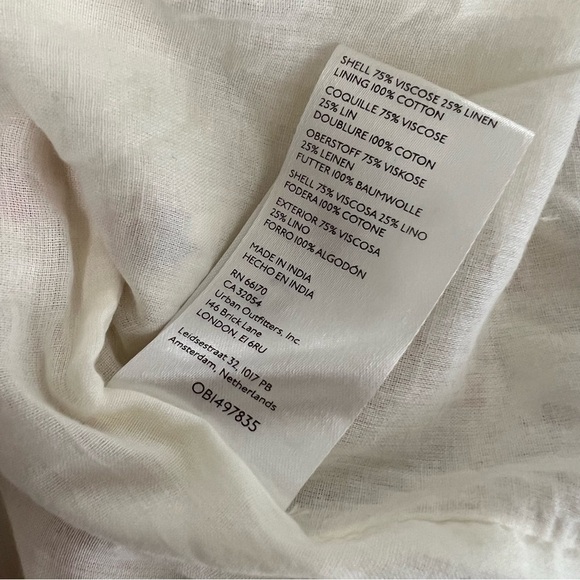 SHELL 75% VISCOSE 25% LINEN
LINING 100% COTTON
COQUILLE 75% VISCOSE
25% LIN
DOUBLURE 100% COTON
OBERSTOFF 75% VISKOSE
25% LEINEN
FUTTER 100% BAUMWOLLE
SHELL 75% VISCOSA 25% LINO
FODERA 100% COTONE
EXTERIOR 75% VISCOSA
25% LINO
FORRO 100% ALGODÓN
MADE IN INDIA
HECHO EN INDIA
RN 66170
CA 32054
Urban Outfitters, Inc.
146 Brick Lane
LONDON, E1 6RU
Leidsestraat 32, 1017 PB
Amsterdam, Netherlands
OB1497835